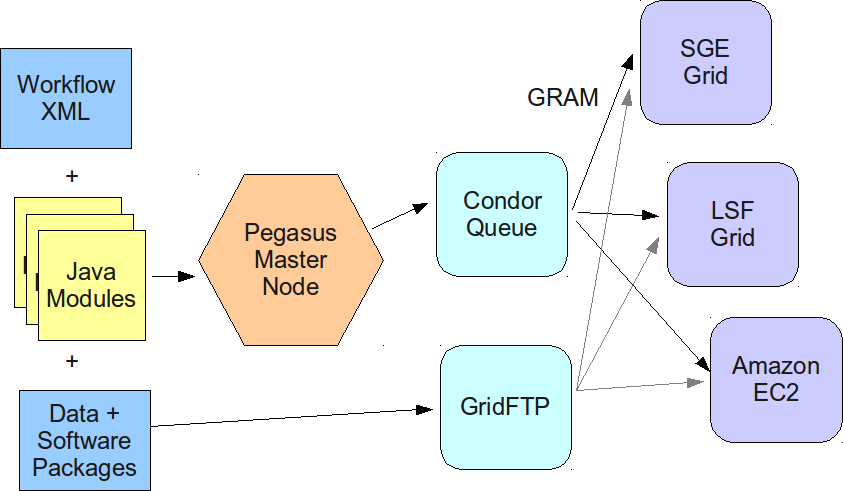 Workflow
XML
+
Java
Modules
+
Data +
Software
Packages
Pegasus
Master
Node
Condor
Queue
GridFTP
GRAM
SGE
Grid
LSF
Grid
Amazon
EC2